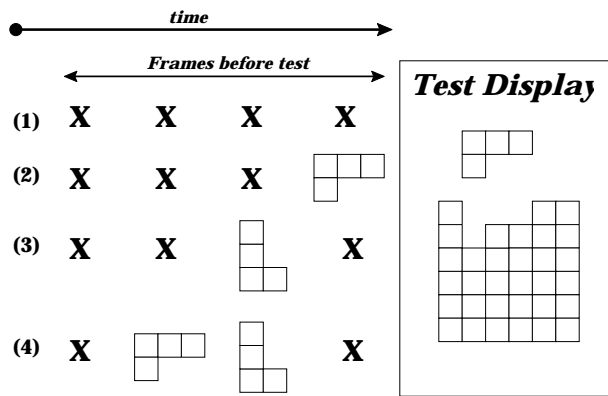 time
Frames before test
Test Display
(1) X X X X
(2) X X X
(3) X X X
(4) X X